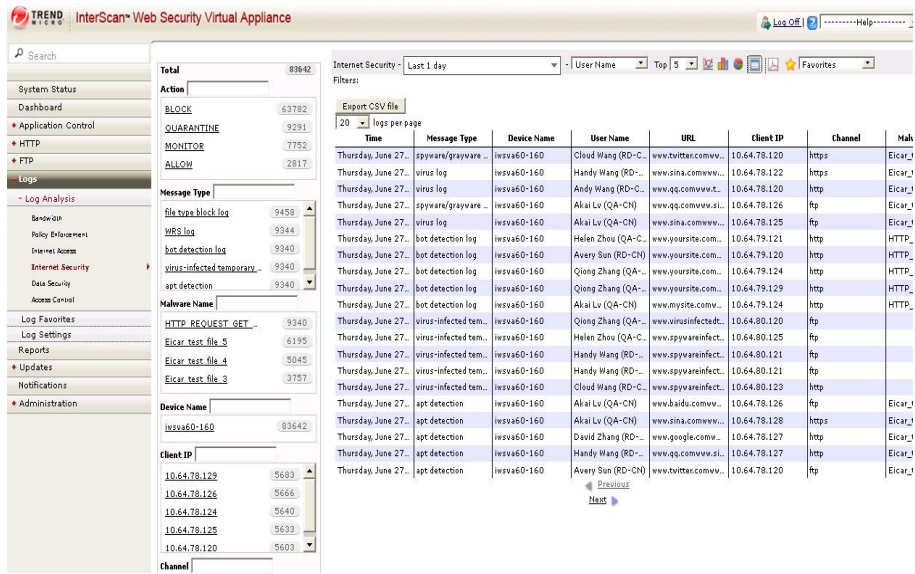 TREND MICRO InterScan™ Web Security Virtual Appliance
Log Off | ? ---------Help---------
Search
System Status
Dashboard
Application Control
HTTP
FTP
Logs
- Log Analysis
Bandwidth
Policy Enforcement
Internet Access
Internet Security
Data Security
Access Control
Log Favorites
Log Settings
Reports
Updates
Notifications
Administration
Total 83642
Action
BLOCK 63782
QUARANTINE 9291
MONITOR 7752
ALLOW 2817
Message Type
file type block log 9458
WRS log 9344
bot detection log 9340
virus-infected temporary ... 9340
apt detection 9340
Malware Name
HTTP_REQUEST_GET_... 9340
Eicar_test_file_5 6195
Eicar_test_file_4 5045
Eicar_test_file_3 3757
Device Name
iwsva60-160 83642
Client IP
10.64.78.129 5683
10.64.78.126 5666
10.64.78.124 5640
10.64.78.125 5633
10.64.78.120 5603
Channel
Internet Security - Last 1 day - User Name Top 5 Favorites
Filters:
Export CSV file
20 logs per page
Time Message Type Device Name User Name URL Client IP Channel Malw
Thursday, June 27... spyware/grayware ... iwsva60-160 Cloud Wang (RD-C... www.twitter.comww... 10.64.78.120 https Eicar_t
Thursday, June 27... virus log iwsva60-160 Handy Wang (RD-... www.sina.comwww... 10.64.78.122 https Eicar_t
Thursday, June 27... virus log iwsva60-160 Andy Wang (RD-C... www.qq.comwww.t... 10.64.78.120 http Eicar_t
Thursday, June 27... spyware/grayware ... iwsva60-160 Akai Lv (QA-CN) www.qq.comwww.si... 10.64.78.126 ftp Eicar_t
Thursday, June 27... virus log iwsva60-160 Akai Lv (QA-CN) www.sina.comwww... 10.64.78.125 ftp Eicar_t
Thursday, June 27... bot detection log iwsva60-160 Helen Zhou (QA-C... www.yoursite.com... 10.64.79.121 http HTTP_
Thursday, June 27... bot detection log iwsva60-160 Avery Sun (RD-CN) www.yoursite.com... 10.64.79.120 http HTTP_
Thursday, June 27... bot detection log iwsva60-160 Qiong Zhang (QA-... www.yoursite.com... 10.64.79.124 http HTTP_
Thursday, June 27... bot detection log iwsva60-160 Qiong Zhang (QA-... www.yoursite.com... 10.64.79.129 http HTTP_
Thursday, June 27... bot detection log iwsva60-160 Akai Lv (QA-CN) www.mysite.comw... 10.64.79.124 http HTTP_
Thursday, June 27... virus-infected tem... iwsva60-160 Qiong Zhang (QA-... www.virusinfectedt... 10.64.80.120 ftp
Thursday, June 27... virus-infected tem... iwsva60-160 Helen Zhou (QA-C... www.spywareinfect... 10.64.80.125 ftp
Thursday, June 27... virus-infected tem... iwsva60-160 Handy Wang (RD-... www.spywareinfect... 10.64.80.121 ftp
Thursday, June 27... virus-infected tem... iwsva60-160 Handy Wang (RD-... www.spywareinfect... 10.64.80.121 ftp
Thursday, June 27... virus-infected tem... iwsva60-160 Cloud Wang (RD-C... www.spywareinfect... 10.64.80.123 http
Thursday, June 27... apt detection iwsva60-160 Akai Lv (QA-CN) www.baidu.comww... 10.64.78.126 ftp Eicar_t
Thursday, June 27... apt detection iwsva60-160 Akai Lv (QA-CN) www.sina.comwww... 10.64.78.128 https Eicar_t
Thursday, June 27... apt detection iwsva60-160 David Zhang (RD-... www.google.comw... 10.64.78.127 http Eicar_t
Thursday, June 27... apt detection iwsva60-160 Handy Wang (RD-... www.qq.comwww.si... 10.64.78.127 http Eicar_t
Thursday, June 27... apt detection iwsva60-160 Avery Sun (RD-CN) www.twitter.comww... 10.64.78.120 ftp Eicar_t
Previous
Next